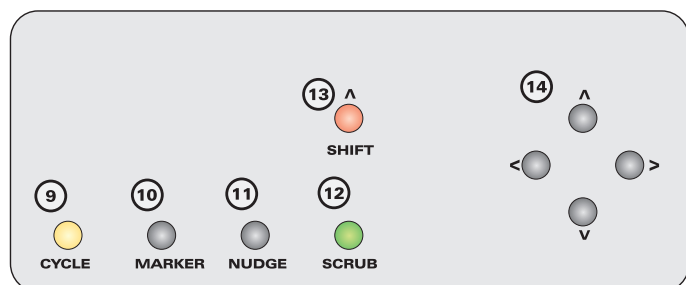 13 ^ 14 ^
SHIFT
< >
9 10 11 12
v
CYCLE MARKER NUDGE SCRUB